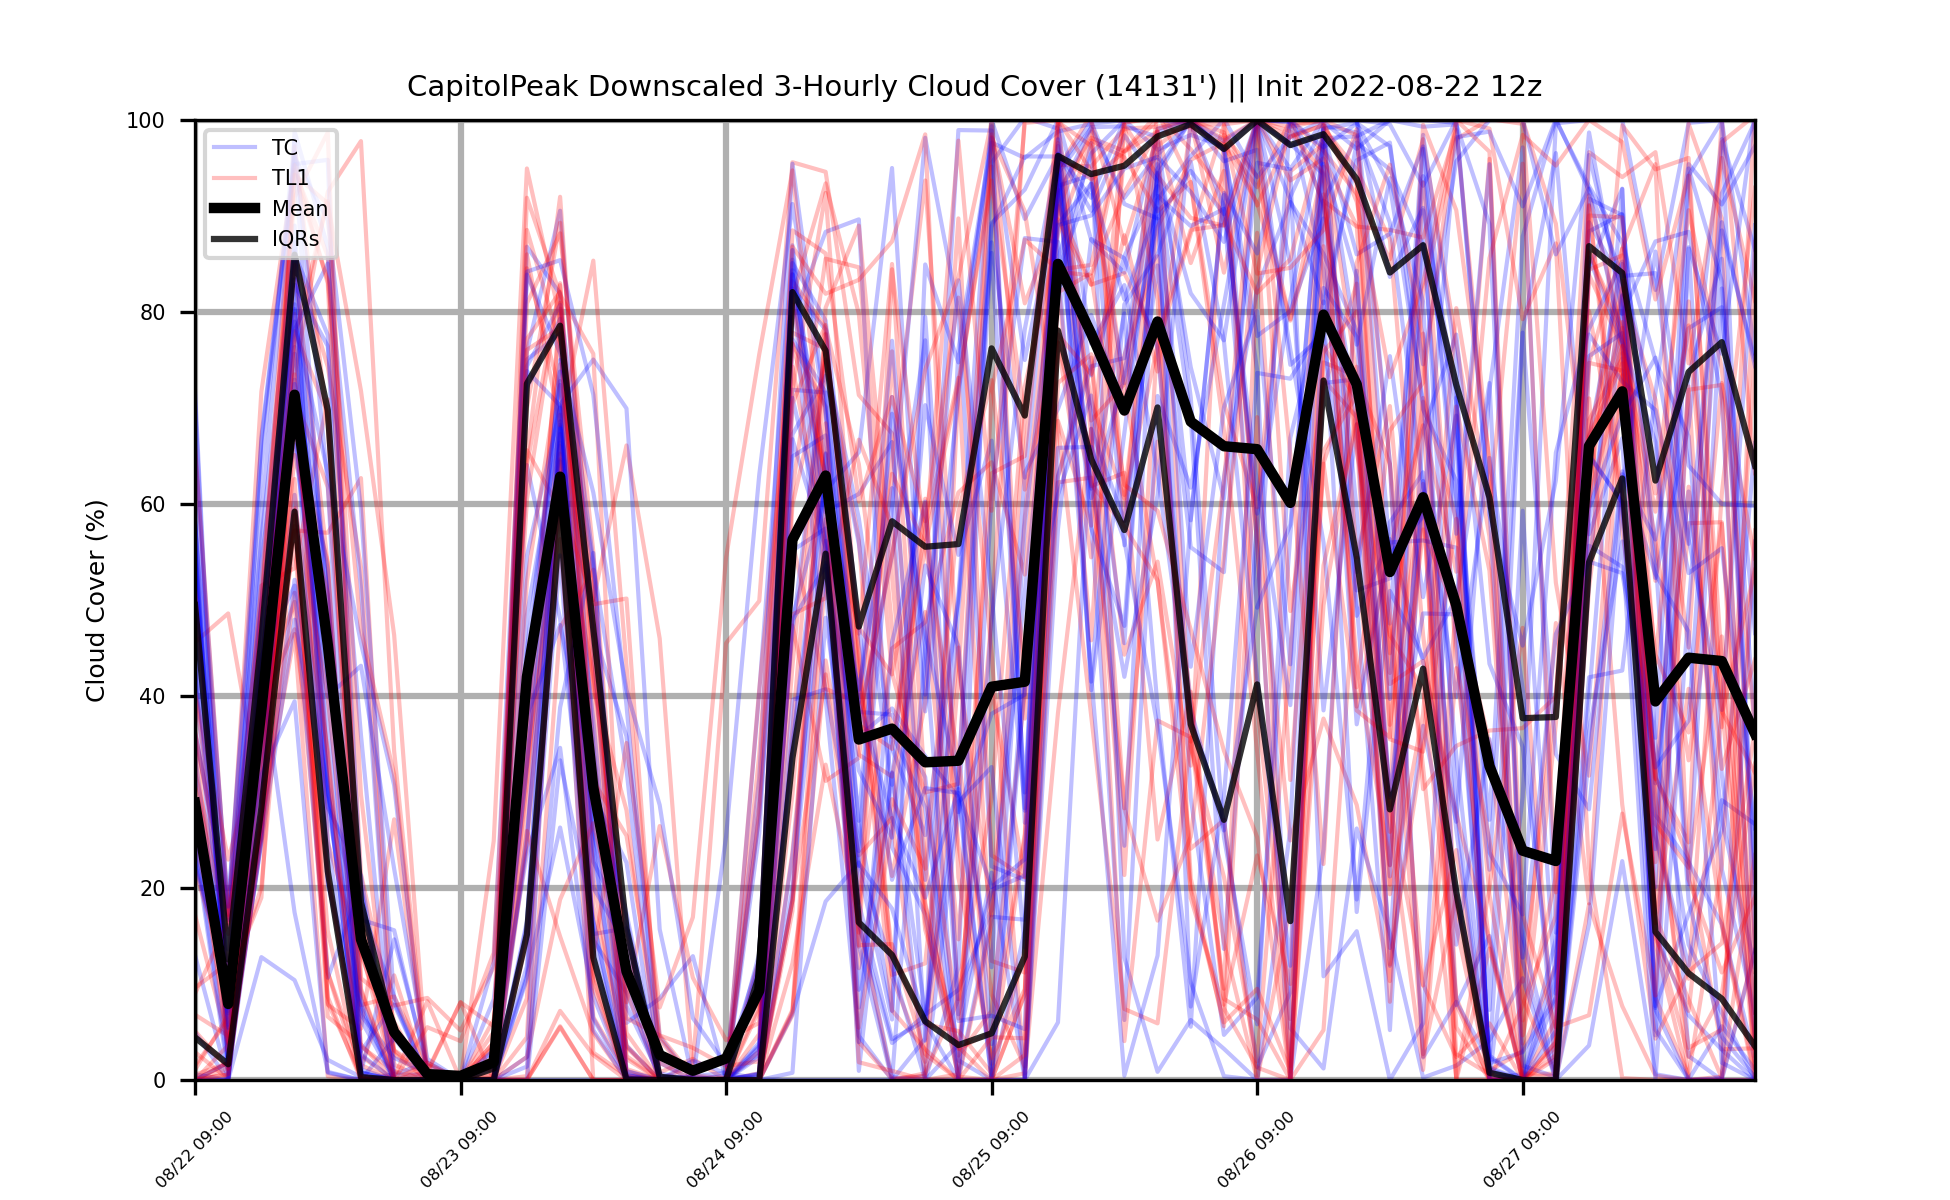 CapitolPeak Downscaled 3-Hourly Cloud Cover (14131') || Init 2022-08-22 12z
TC
TL1
Mean
IQRs
Cloud Cover (%)
100
80
60
40
20
0
08/22 09:00
08/23 09:00
08/24 09:00
08/25 09:00
08/26 09:00
08/27 09:00